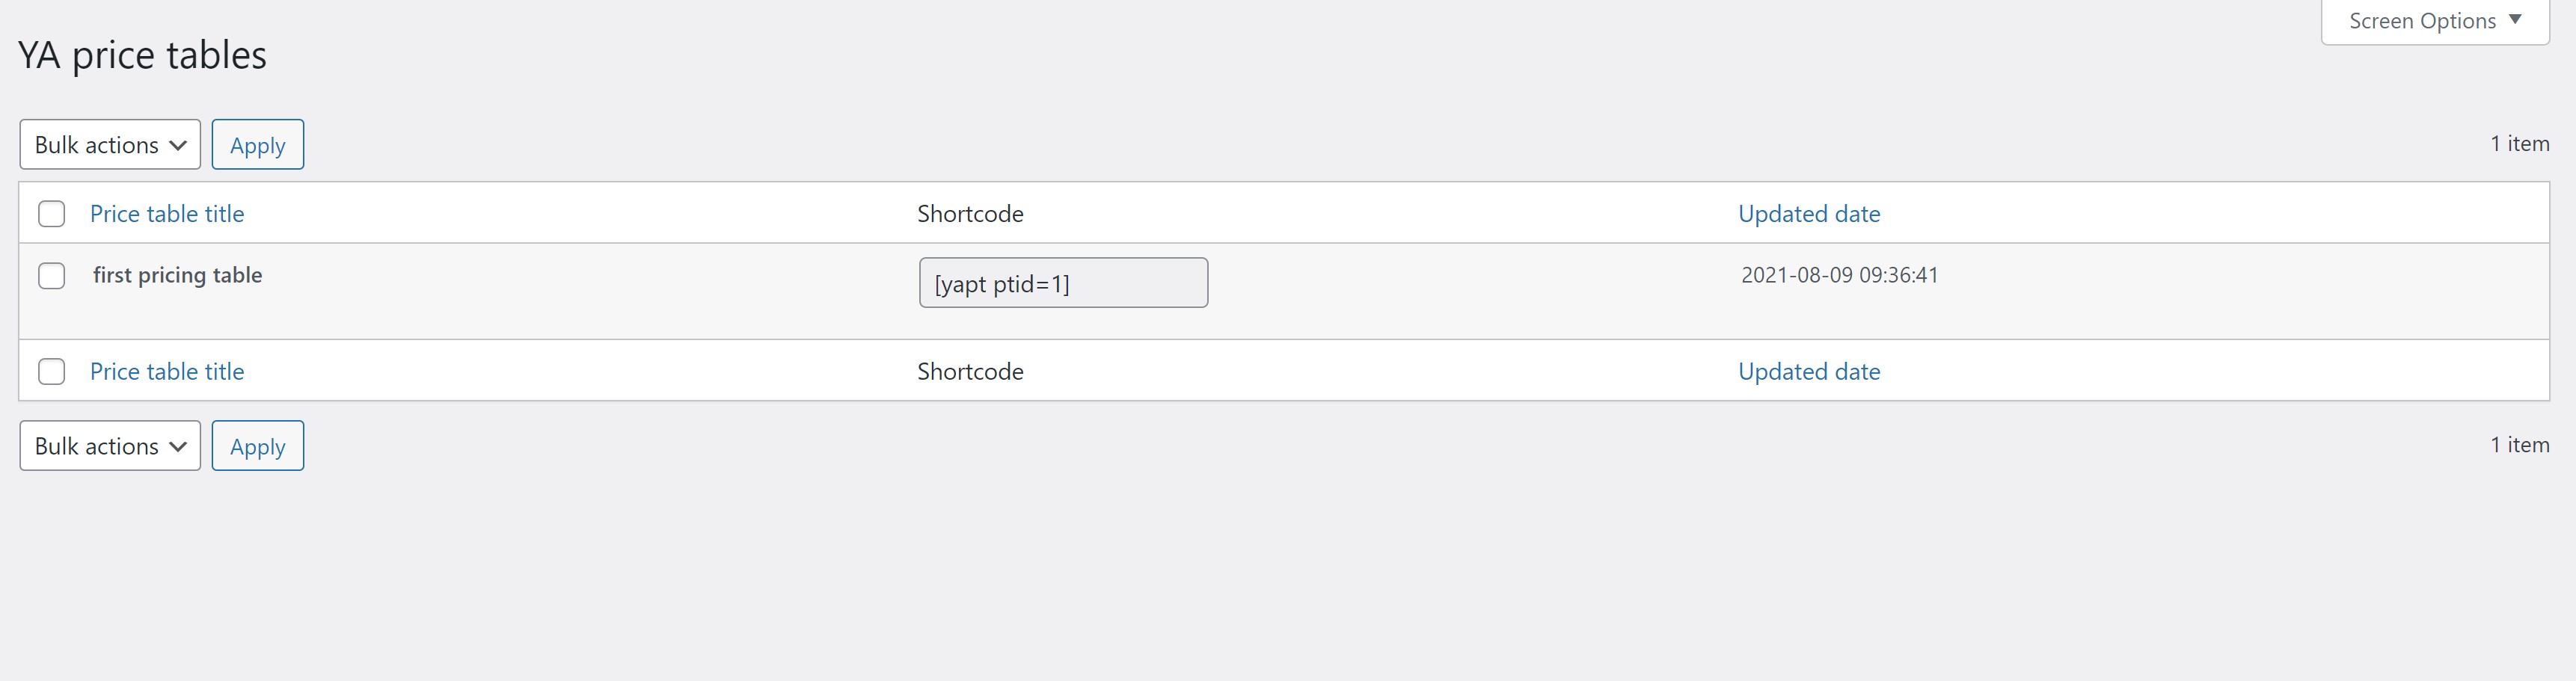 Screen Options
YA price tables
Bulk actions Apply 1 item
Price table title Shortcode Updated date
first pricing table [yapt ptid=1] 2021-08-09 09:36:41
Price table title Shortcode Updated date
Bulk actions Apply 1 item